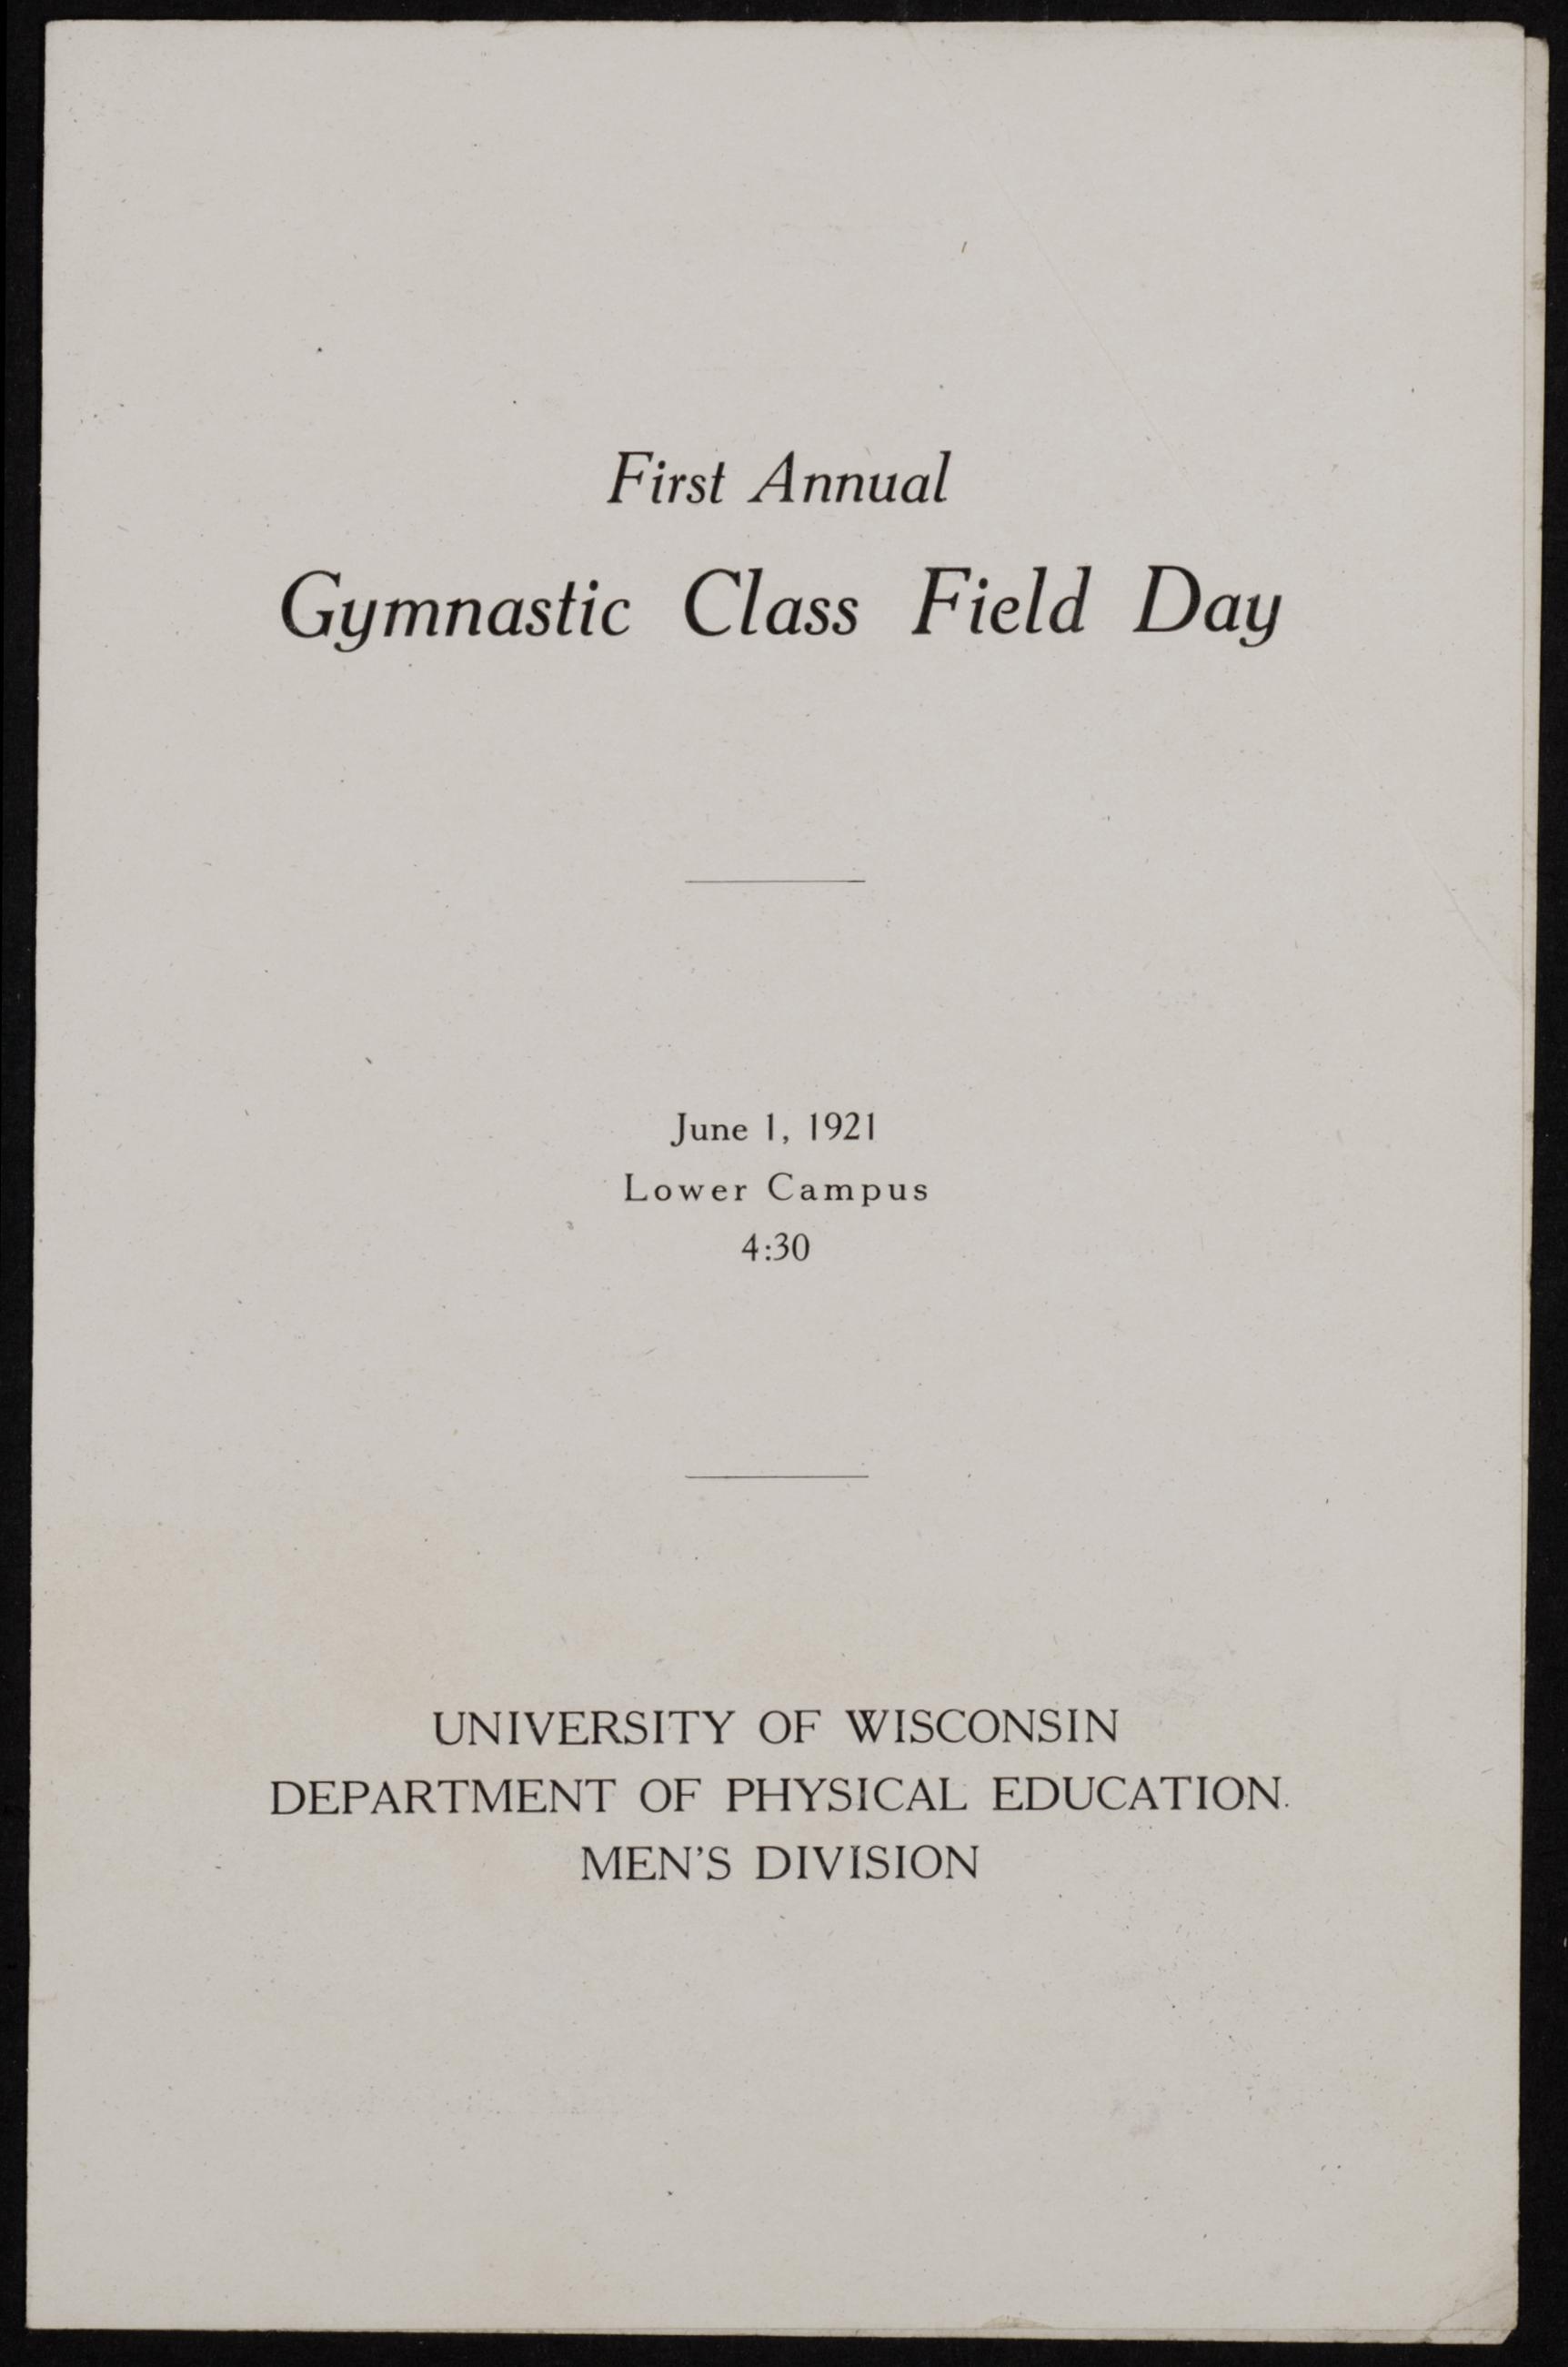 First Annual
Gymnastic Class Field Day
June 1, 1921
Lower Campus
4:30
UNIVERSITY OF WISCONSIN
DEPARTMENT OF PHYSICAL EDUCATION.
MEN'S DIVISION